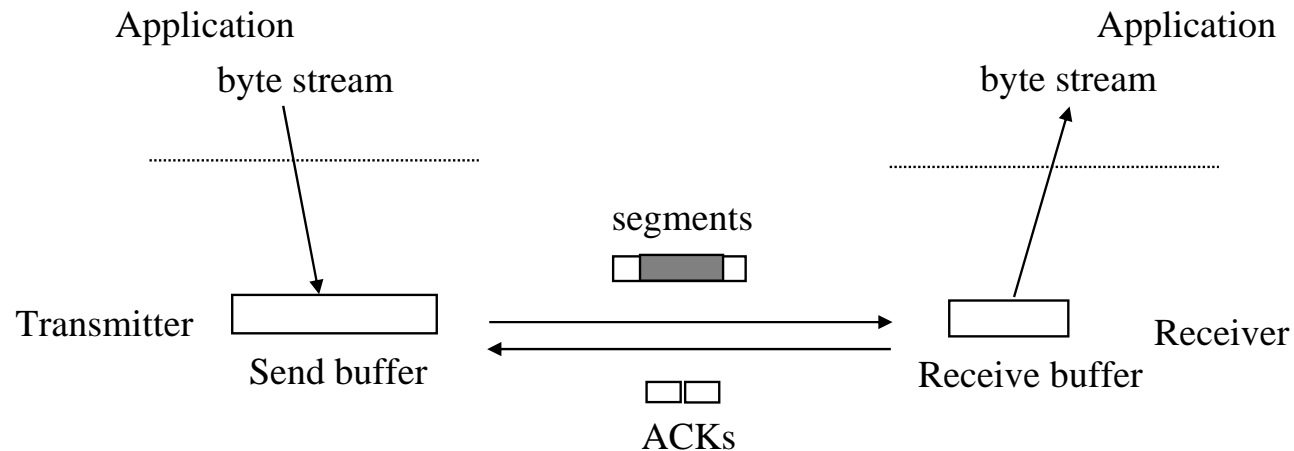 Application
Application
byte stream
byte stream
segments
Transmitter
Receiver
Send buffer
Receive buffer
ACKs